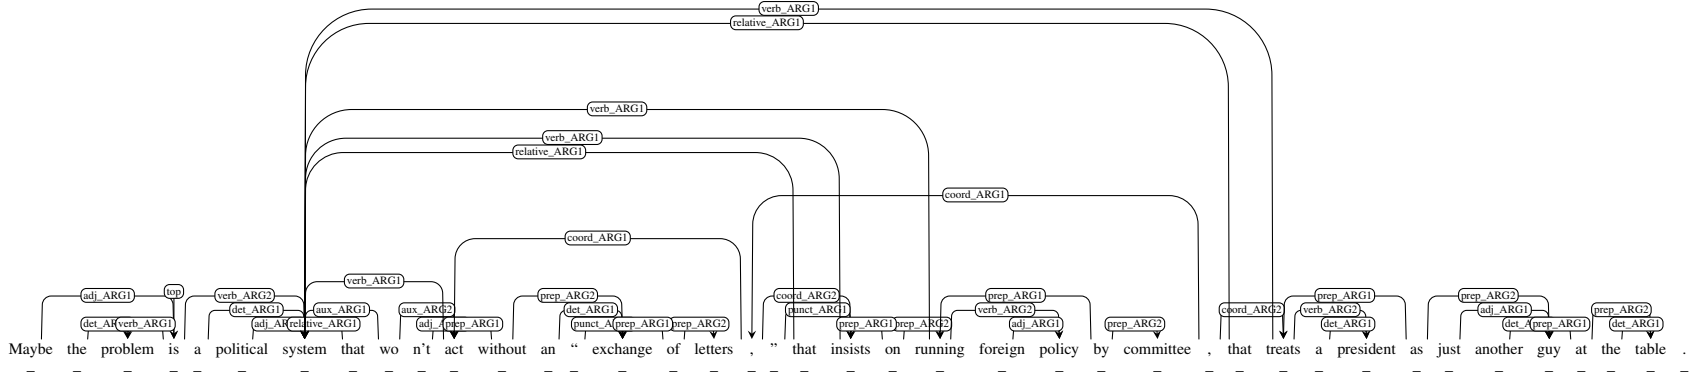 verb_ARG1
relative_ARG1
verb_ARG1
verb_ARG1
relative_ARG1
coord_ARG1
coord_ARG1
verb_ARG1
adj_ARG1 top verb_ARG2 prep_ARG2 coord_ARG2 prep_ARG1 prep_ARG1 prep_ARG2
det_ARG1 aux_ARG1 aux_ARG2 det_ARG1 punct_ARG1 verb_ARG2 coord_ARG2 verb_ARG2 adj_ARG1 prep_ARG2
verb_ARG1 relative_ARG1 prep_ARG1 prep_ARG1 prep_ARG2 prep_ARG1 adj_ARG1 prep_ARG2 det_ARG1 prep_ARG1 det_ARG1
Maybe the problem is a political system that wo n't act without an “ exchange of letters , ” that insists on running foreign policy by committee , that treats a president as just another guy at the table .
_ _ _ _ _ _ _ _ _ _ _ _ _ _ _ _ _ _ _ _ _ _ _ _ _ _ _ _ _ _ _ _ _ _ _ _ _ _ _ _ _